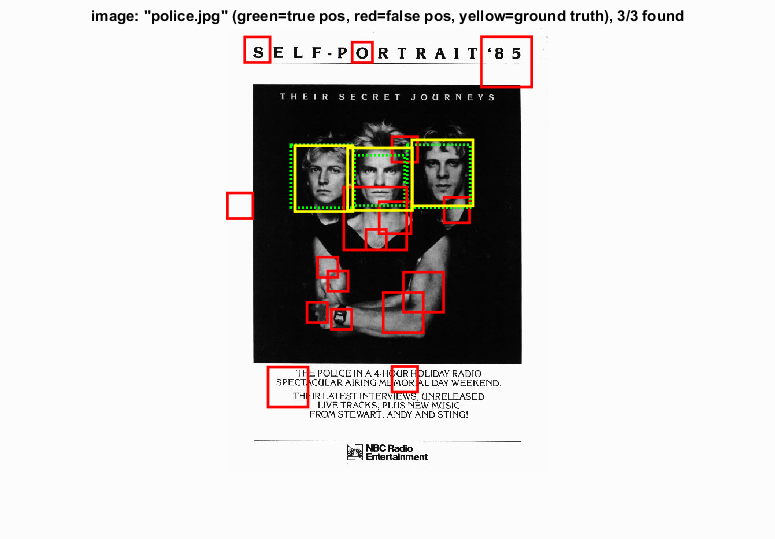 image: "police.jpg" (green=true pos, red=false pos, yellow=ground truth), 3/3 found
SELF-PORTRAIT '85
THEIR SECRET JOURNEYS
THE POLICE IN A 4-HOUR HOLIDAY RADIO
SPECTACULAR AIRING MEMORIAL DAY WEEKEND.
THEIR LATEST INTERVIEWS, UNRELEASED
LIVE TRACKS, PLUS NEW MUSIC
FROM STEWART, ANDY AND STING!
NBC Radio
Entertainment